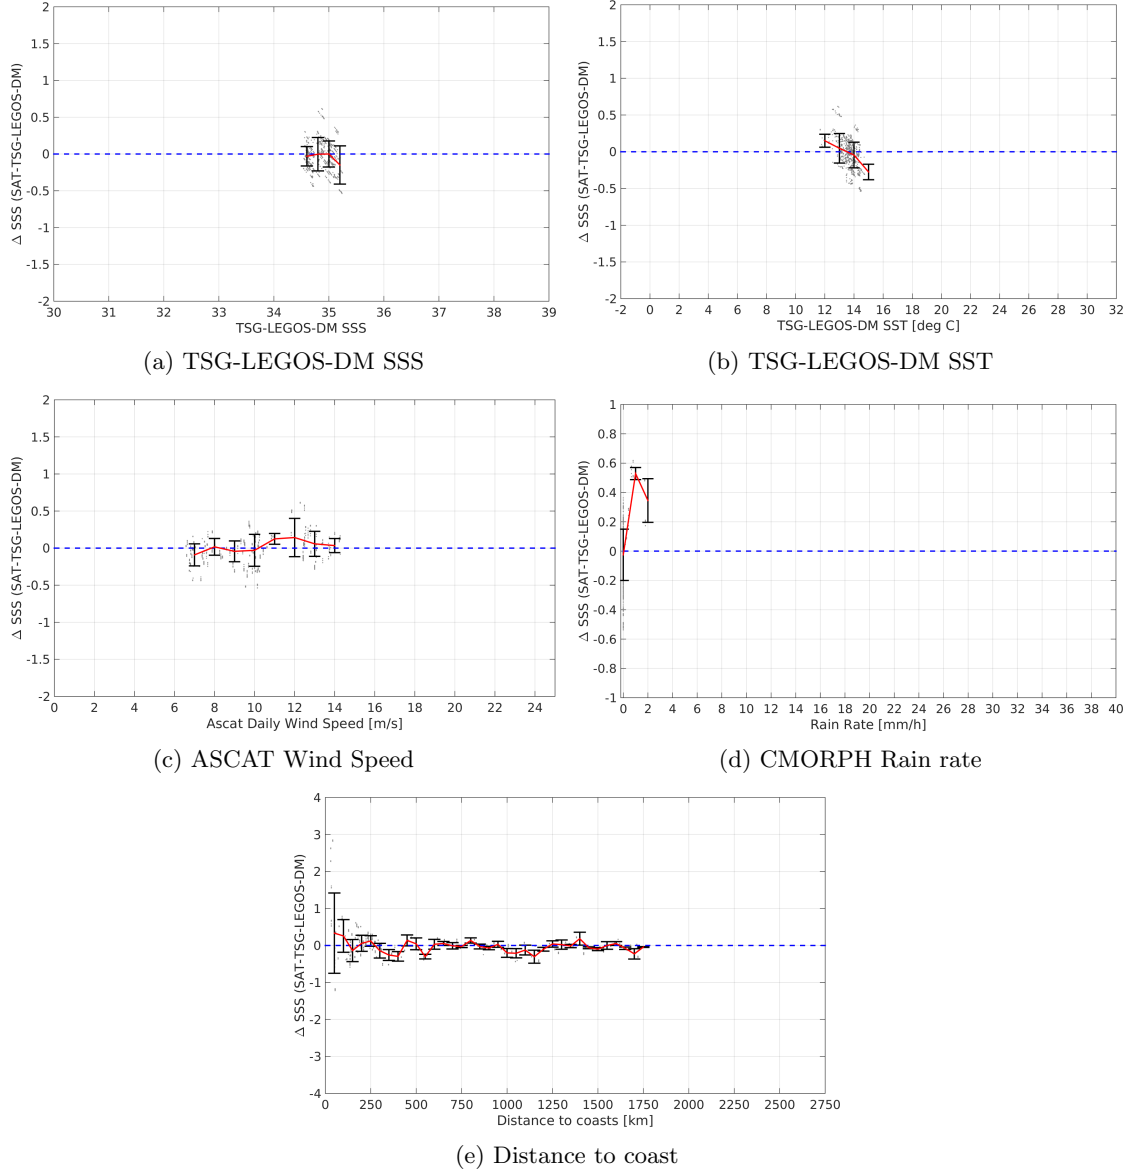 2
1.5
1
0.5
0
-0.5
-1
-1.5
-2
Δ SSS (SAT-TSG-LEGOS-DM)
30 31 32 33 34 35 36 37 38 39
TSG-LEGOS-DM SSS
(a) TSG-LEGOS-DM SSS
2
1.5
1
0.5
0
-0.5
-1
-1.5
-2
Δ SSS (SAT-TSG-LEGOS-DM)
-2 0 2 4 6 8 10 12 14 16 18 20 22 24 26 28 30 32
TSG-LEGOS-DM SST [deg C]
(b) TSG-LEGOS-DM SST
2
1.5
1
0.5
0
-0.5
-1
-1.5
-2
Δ SSS (SAT-TSG-LEGOS-DM)
0 2 4 6 8 10 12 14 16 18 20 22 24
Ascat Daily Wind Speed [m/s]
(c) ASCAT Wind Speed
1
0.8
0.6
0.4
0.2
0
-0.2
-0.4
-0.6
-0.8
-1
Δ SSS (SAT-TSG-LEGOS-DM)
0 2 4 6 8 10 12 14 16 18 20 22 24 26 28 30 32 34 36 38 40
Rain Rate [mm/h]
(d) CMORPH Rain rate
4
3
2
1
0
-1
-2
-3
-4
Δ SSS (SAT-TSG-LEGOS-DM)
0 250 500 750 1000 1250 1500 1750 2000 2250 2500 2750
Distance to coasts [km]
(e) Distance to coast